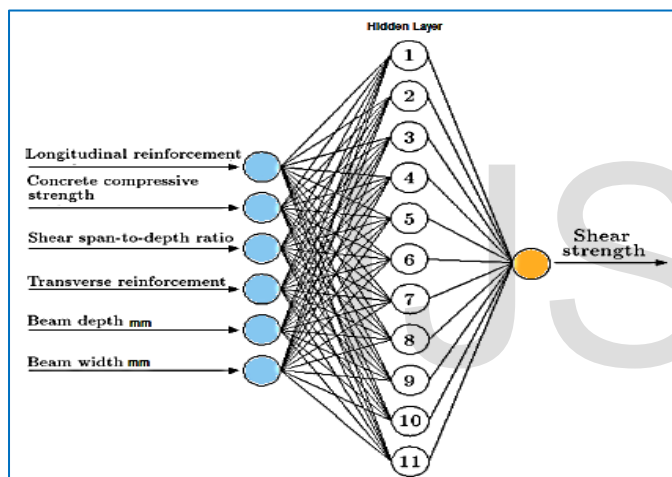 Hidden Layer
1
2
3
4
5
6
7
8
9
10
11
Longitudinal reinforcement
Concrete compressive
strength
Shear span-to-depth ratio
Transverse reinforcement
Beam depth mm
Beam width mm
Shear
strength
JS